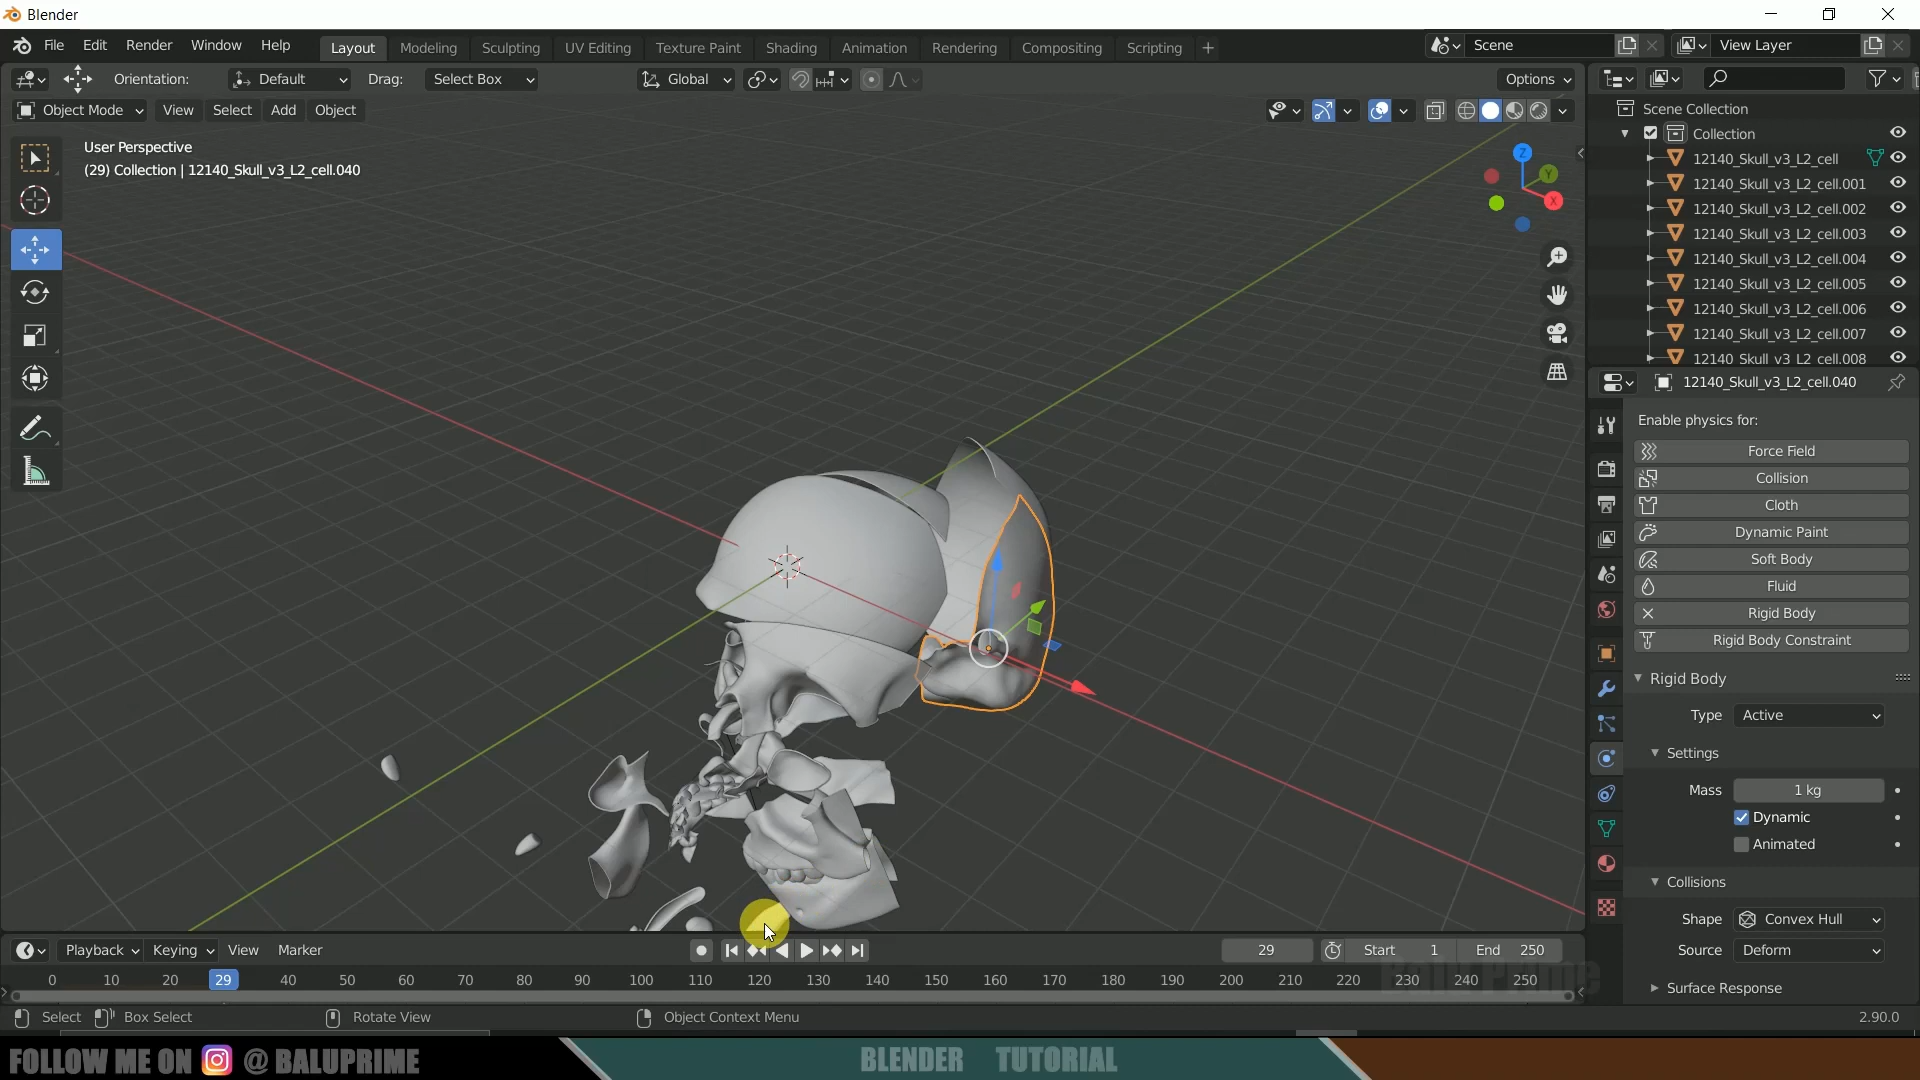 Blender
File Edit Render Window Help Layout Modeling Sculpting UV Editing Texture Paint Shading Animation Rendering Compositing Scripting + Scene View Layer
Orientation: Default Drag: Select Box Global Options
Object Mode View Select Add Object
User Perspective
(29) Collection | 12140_Skull_v3_L2_cell.040
Z
Y
X
Scene Collection
Collection
12140_Skull_v3_L2_cell
12140_Skull_v3_L2_cell.001
12140_Skull_v3_L2_cell.002
12140_Skull_v3_L2_cell.003
12140_Skull_v3_L2_cell.004
12140_Skull_v3_L2_cell.005
12140_Skull_v3_L2_cell.006
12140_Skull_v3_L2_cell.007
12140_Skull_v3_L2_cell.008
12140_Skull_v3_L2_cell.040
Enable physics for:
Force Field
Collision
Cloth
Dynamic Paint
Soft Body
Fluid
Rigid Body
Rigid Body Constraint
Rigid Body
Type Active
Settings
Mass 1 kg
Dynamic
Animated
Collisions
Shape Convex Hull
Source Deform
Surface Response
Playback Keying View Marker 29 Start 1 End 250
0 10 20 29 40 50 60 70 80 90 100 110 120 130 140 150 160 170 180 190 200 210 220 230 240 250
Select Box Select Rotate View Object Context Menu 2.90.0
FOLLOW ME ON @ BALUPRIME BLENDER TUTORIAL